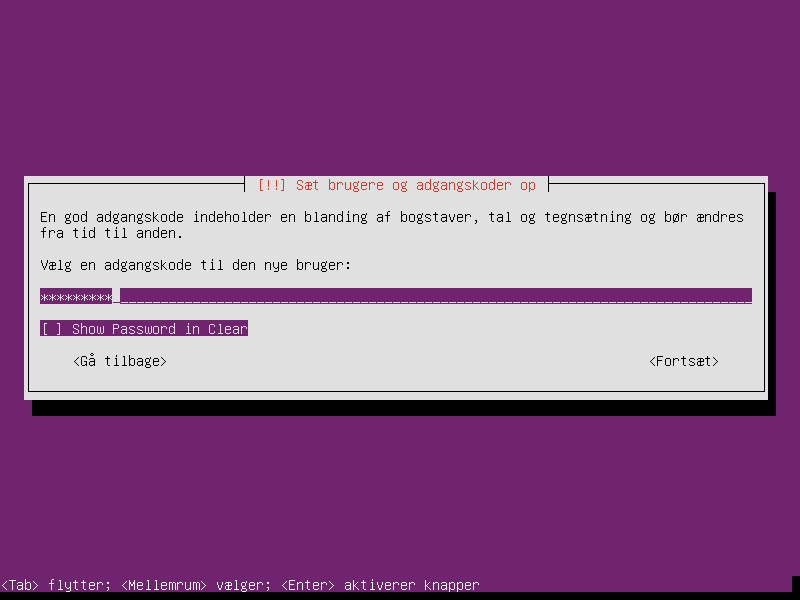 [!!] Sæt brugere og adgangskoder op
En god adgangskode indeholder en blanding af bogstaver, tal og tegnsætning og bør ændres
fra tid til anden.
Vælg en adgangskode til den nye bruger:
*********
[ ] Show Password in Clear
<Gå tilbage> <Fortsæt>
<Tab> flytter; <Mellemrum> vælger; <Enter> aktiverer knapper